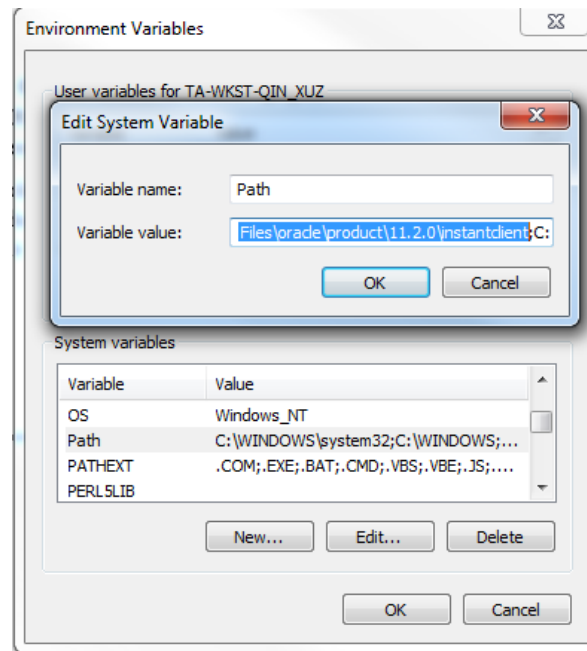 Environment Variables
User variables for TA-WKST-QIN_XUZ
Edit System Variable
Variable name:
Path
Variable value:
Files\oracle\product\11.2.0\instantclient;C:
OK
Cancel
System variables
Variable Value
OS Windows_NT
Path C:\WINDOWS\system32;C:\WINDOWS;...
PATHEXT .COM;.EXE;.BAT;.CMD;.VBS;.VBE;.JS;....
PERL5LIB
New... Edit... Delete
OK Cancel